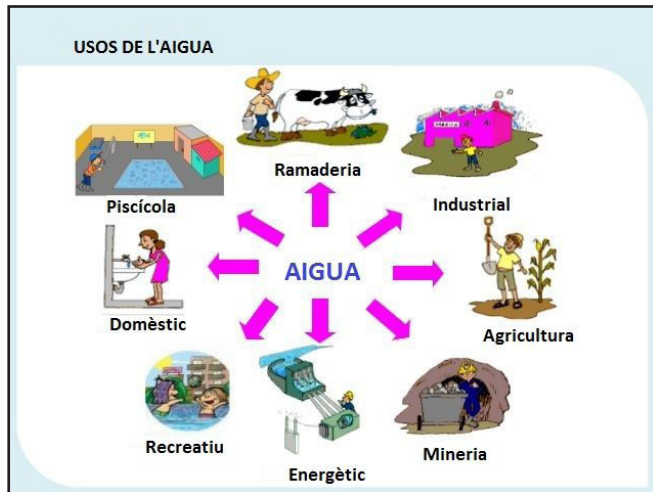 USOS DE L'AIGUA
Ramaderia
Piscícola
Industrial
AIGUA
Domèstic
Agricultura
Recreatiu
Energètic
Mineria